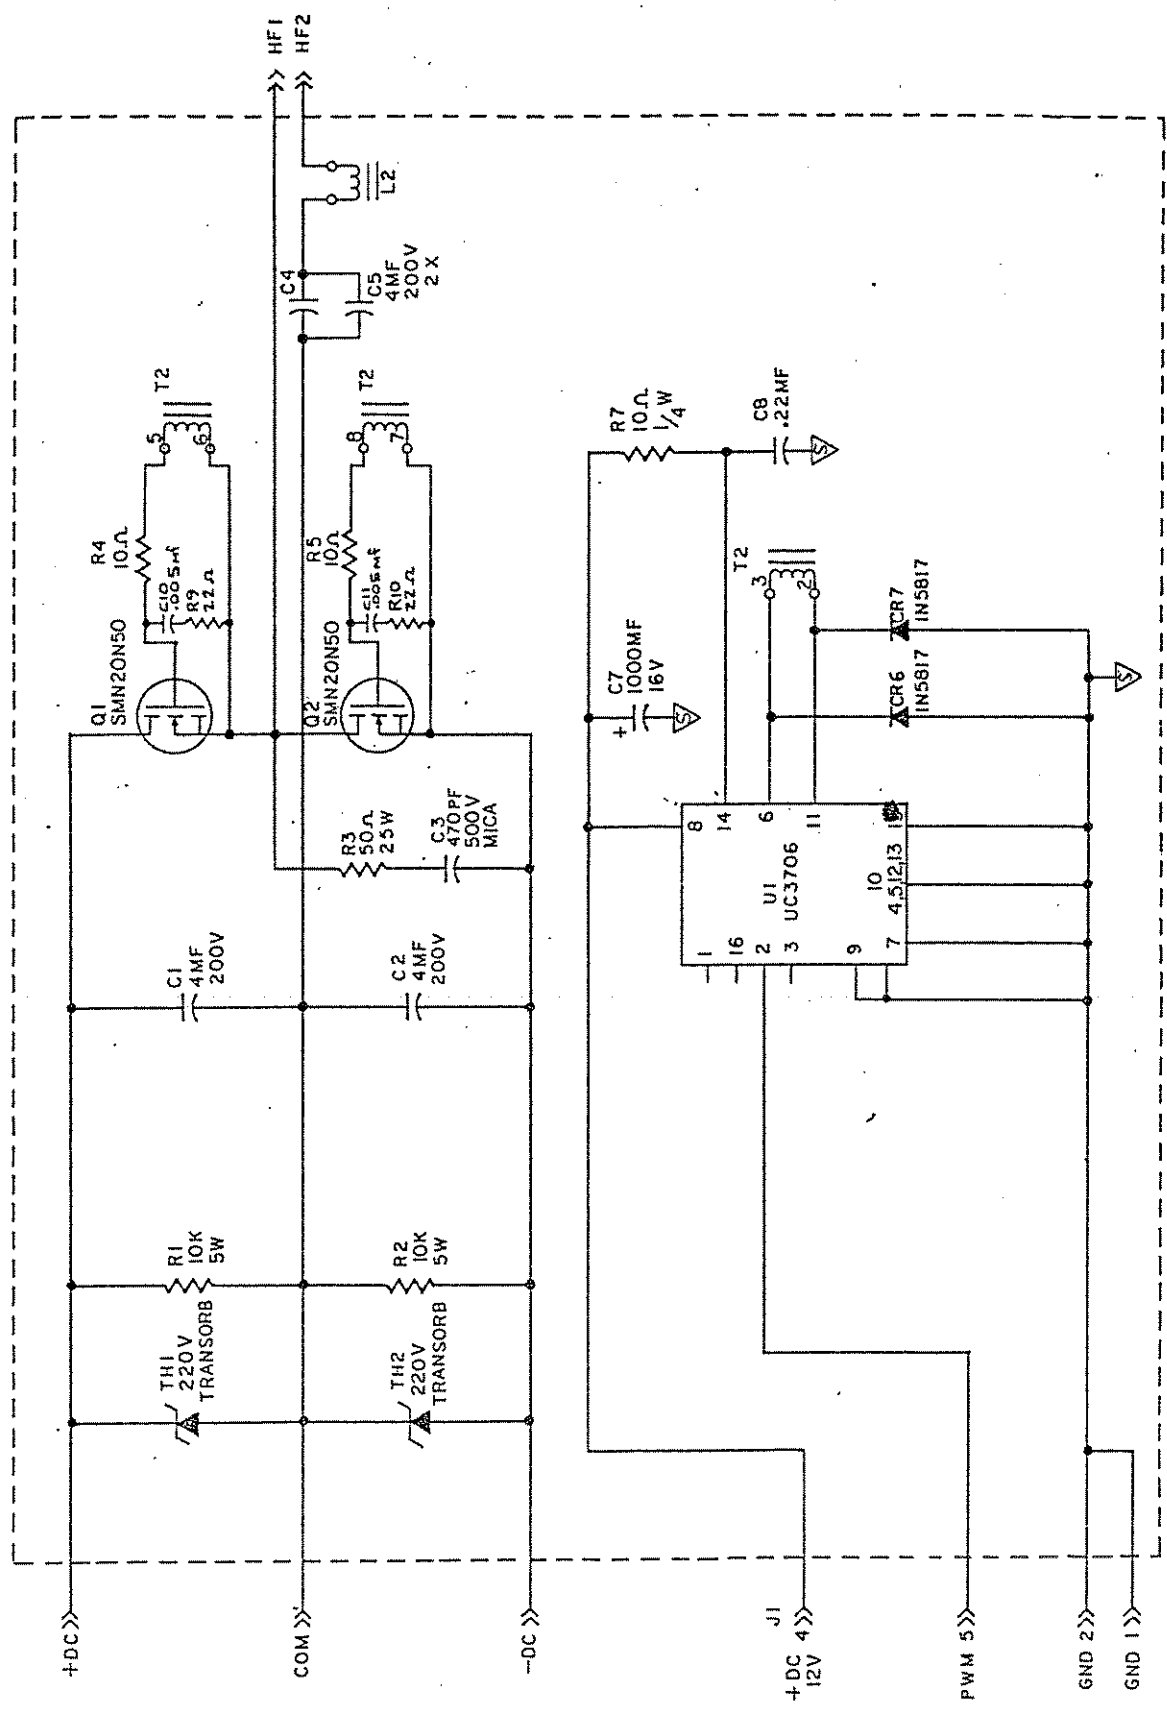 +DC
COM
-DC
TH1
220V
TRANSORB
TH2
220V
TRANSORB
R1
10K
5W
R2
10K
5W
C1
4MF
200V
C2
4MF
200V
R3
50Ω
25W
C3
470PF
500V
MICA
Q1
SMN20N50
Q2
SMN20N50
R4
10Ω
C10
.005MF
R9
22Ω
R5
10Ω
C11
.005MF
R10
22Ω
5
6
T2
8
7
T2
C4
C5
4MF
200V
2X
L2
HF1
HF2
J1
+DC 4
12V
PWM 5
GND 2
GND 1
U1
UC3706
1
16
2
3
9
7
8
14
6
11
10
4,5,12,13
C7
1000MF
16V
+
S
R7
10Ω
1/4W
C8
.22MF
S
T2
3
2
CR6
1N5817
CR7
1N5817
S